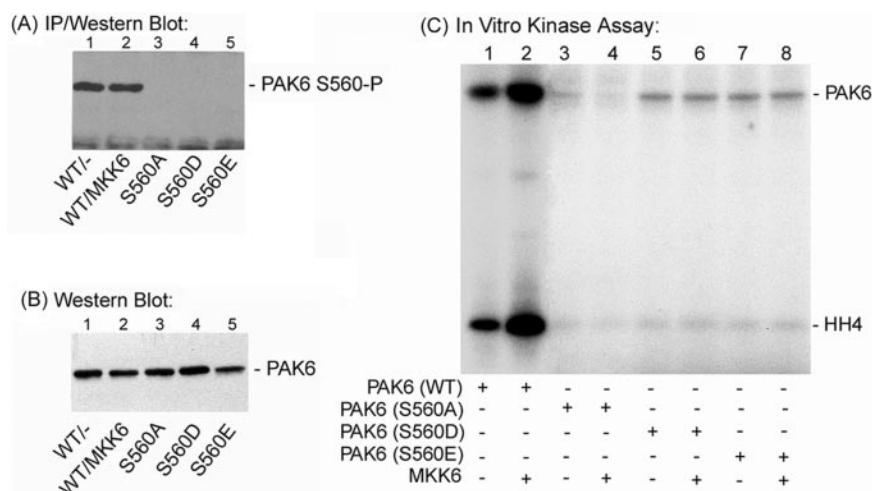 (A) IP/Western Blot:
1 2 3 4 5
- PAK6 S560-P
WT/-
WT/MKK6
S560A
S560D
S560E
(B) Western Blot:
1 2 3 4 5
- PAK6
WT/-
WT/MKK6
S560A
S560D
S560E
(C) In Vitro Kinase Assay:
1 2 3 4 5 6 7 8
- PAK6
- HH4
PAK6 (WT) + + - - - - - -
PAK6 (S560A) - - + + - - - -
PAK6 (S560D) - - - - + + - -
PAK6 (S560E) - - - - - - + +
MKK6 - + - + - + - +